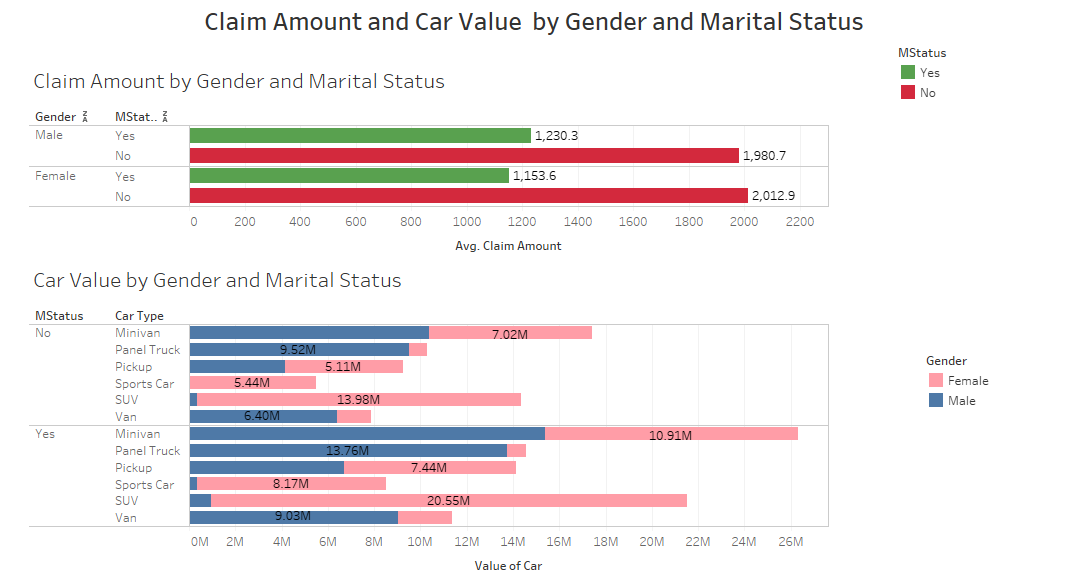 Claim Amount and Car Value by Gender and Marital Status
MStatus
Yes
No
Claim Amount by Gender and Marital Status
Gender MStat..
Male Yes 1,230.3
No 1,980.7
Female Yes 1,153.6
No 2,012.9
0 200 400 600 800 1000 1200 1400 1600 1800 2000 2200
Avg. Claim Amount
Car Value by Gender and Marital Status
MStatus Car Type
No Minivan 7.02M
Panel Truck 9.52M
Pickup 5.11M
Sports Car 5.44M
SUV 13.98M
Van 6.40M
Yes Minivan 10.91M
Panel Truck 13.76M
Pickup 7.44M
Sports Car 8.17M
SUV 20.55M
Van 9.03M
0M 2M 4M 6M 8M 10M 12M 14M 16M 18M 20M 22M 24M 26M
Value of Car
Gender
Female
Male